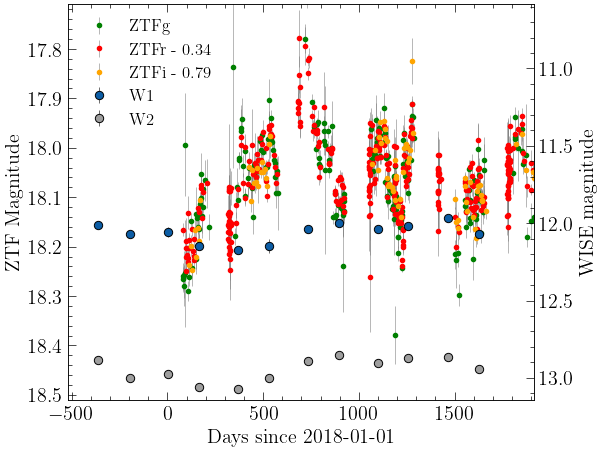 ZTFg
ZTFr - 0.34
ZTFi - 0.79
W1
W2
17.8
17.9
18.0
18.1
18.2
18.3
18.4
18.5
ZTF Magnitude
11.0
11.5
12.0
12.5
13.0
WISE magnitude
−500 0 500 1000 1500
Days since 2018-01-01